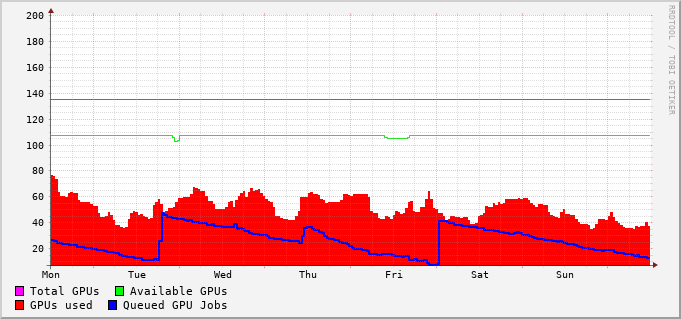 200
180
160
140
120
100
80
60
40
20
Mon Tue Wed Thu Fri Sat Sun
Total GPUs Available GPUs
GPUs used Queued GPU Jobs
RRDTOOL / TOBI OETIKER